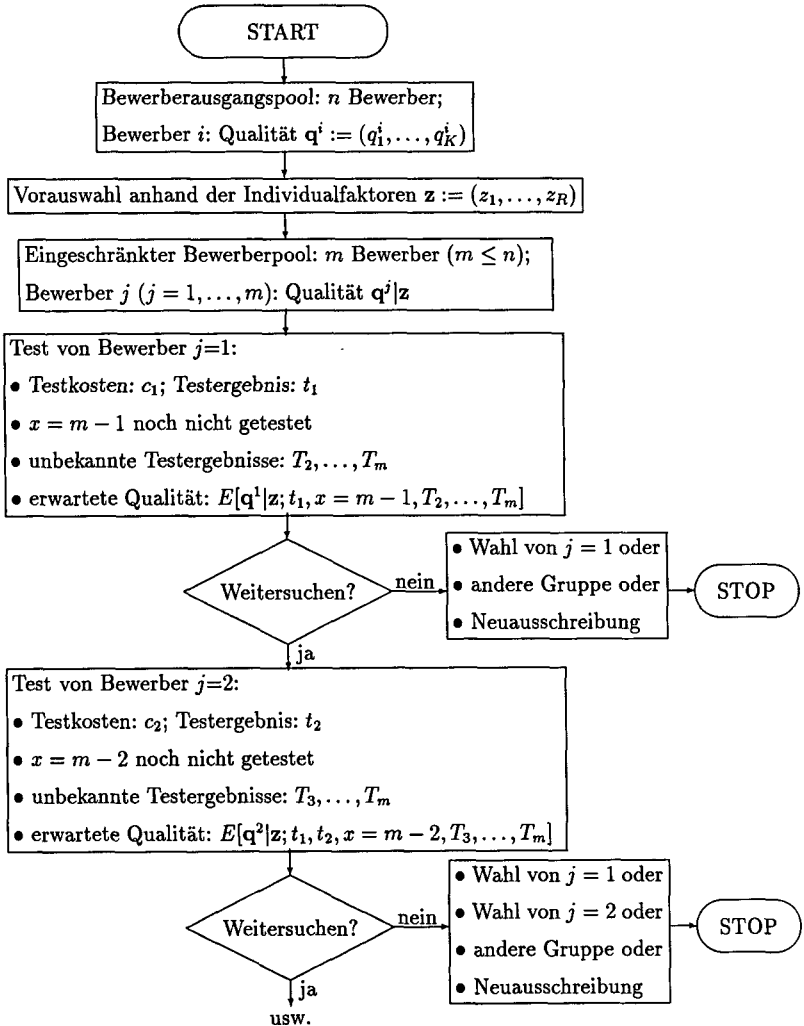 START
Bewerberausgangspool: n Bewerber;
Bewerber i: Qualität qⁱ := (q₁ⁱ, . . . , q_Kⁱ)
Vorauswahl anhand der Individualfaktoren z := (z₁, . . . , z_R)
Eingeschränkter Bewerberpool: m Bewerber (m ≤ n);
Bewerber j (j = 1, . . . , m): Qualität qʲ|z
Test von Bewerber j=1:
• Testkosten: c₁; Testergebnis: t₁
• x = m − 1 noch nicht getestet
• unbekannte Testergebnisse: T₂, . . . , Tₘ
• erwartete Qualität: E[q¹|z; t₁, x = m − 1, T₂, . . . , Tₘ]
Weitersuchen?
nein
• Wahl von j = 1 oder
• andere Gruppe oder
• Neuausschreibung
STOP
ja
Test von Bewerber j=2:
• Testkosten: c₂; Testergebnis: t₂
• x = m − 2 noch nicht getestet
• unbekannte Testergebnisse: T₃, . . . , Tₘ
• erwartete Qualität: E[q²|z; t₁, t₂, x = m − 2, T₃, . . . , Tₘ]
Weitersuchen?
nein
• Wahl von j = 1 oder
• Wahl von j = 2 oder
• andere Gruppe oder
• Neuausschreibung
STOP
ja
usw.